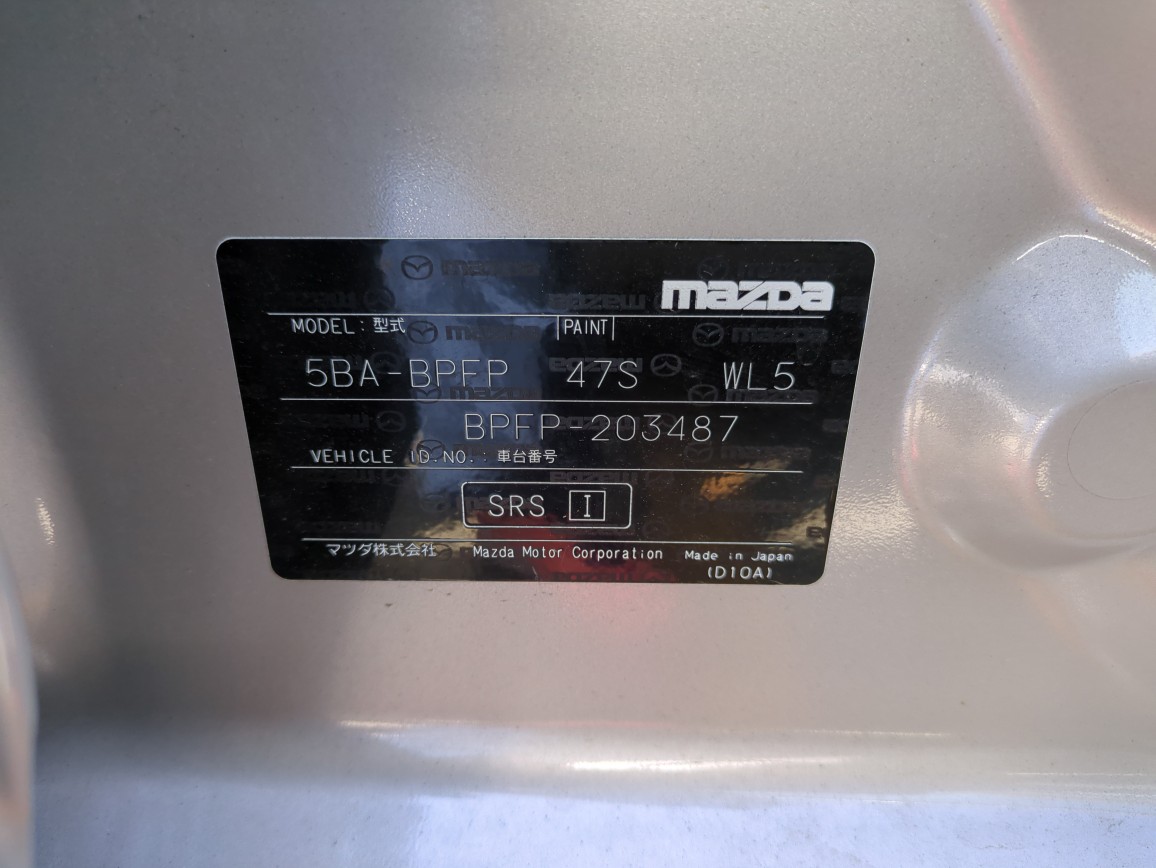 mazda
MODEL: 型式 PAINT
5BA-BPFP 47S WL5
BPFP-203487
VEHICLE ID.NO.: 車台番号
SRS I
マツダ株式会社 Mazda Motor Corporation Made in Japan
(D10A)